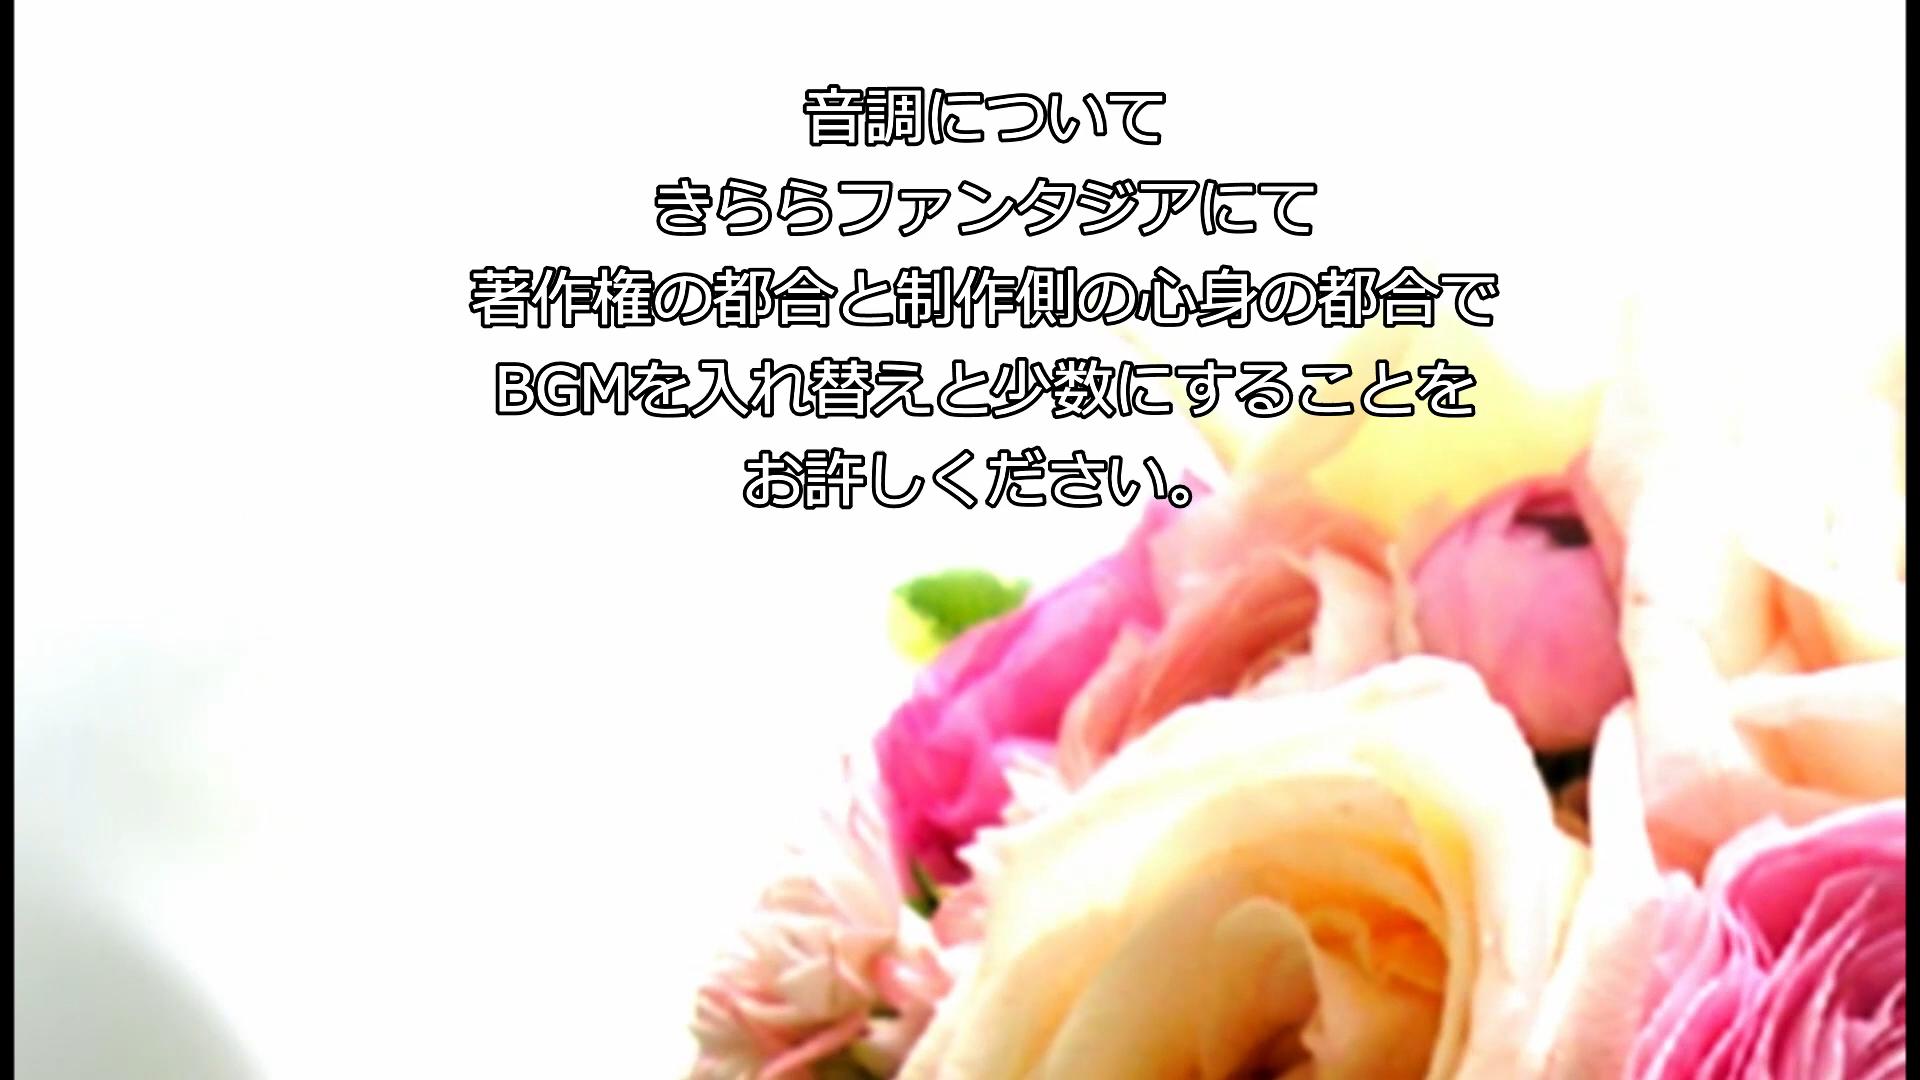 音調について
きららファンタジアにて
著作権の都合と制作側の心身の都合で
BGMを入れ替えと少数にすることを
お許しください。